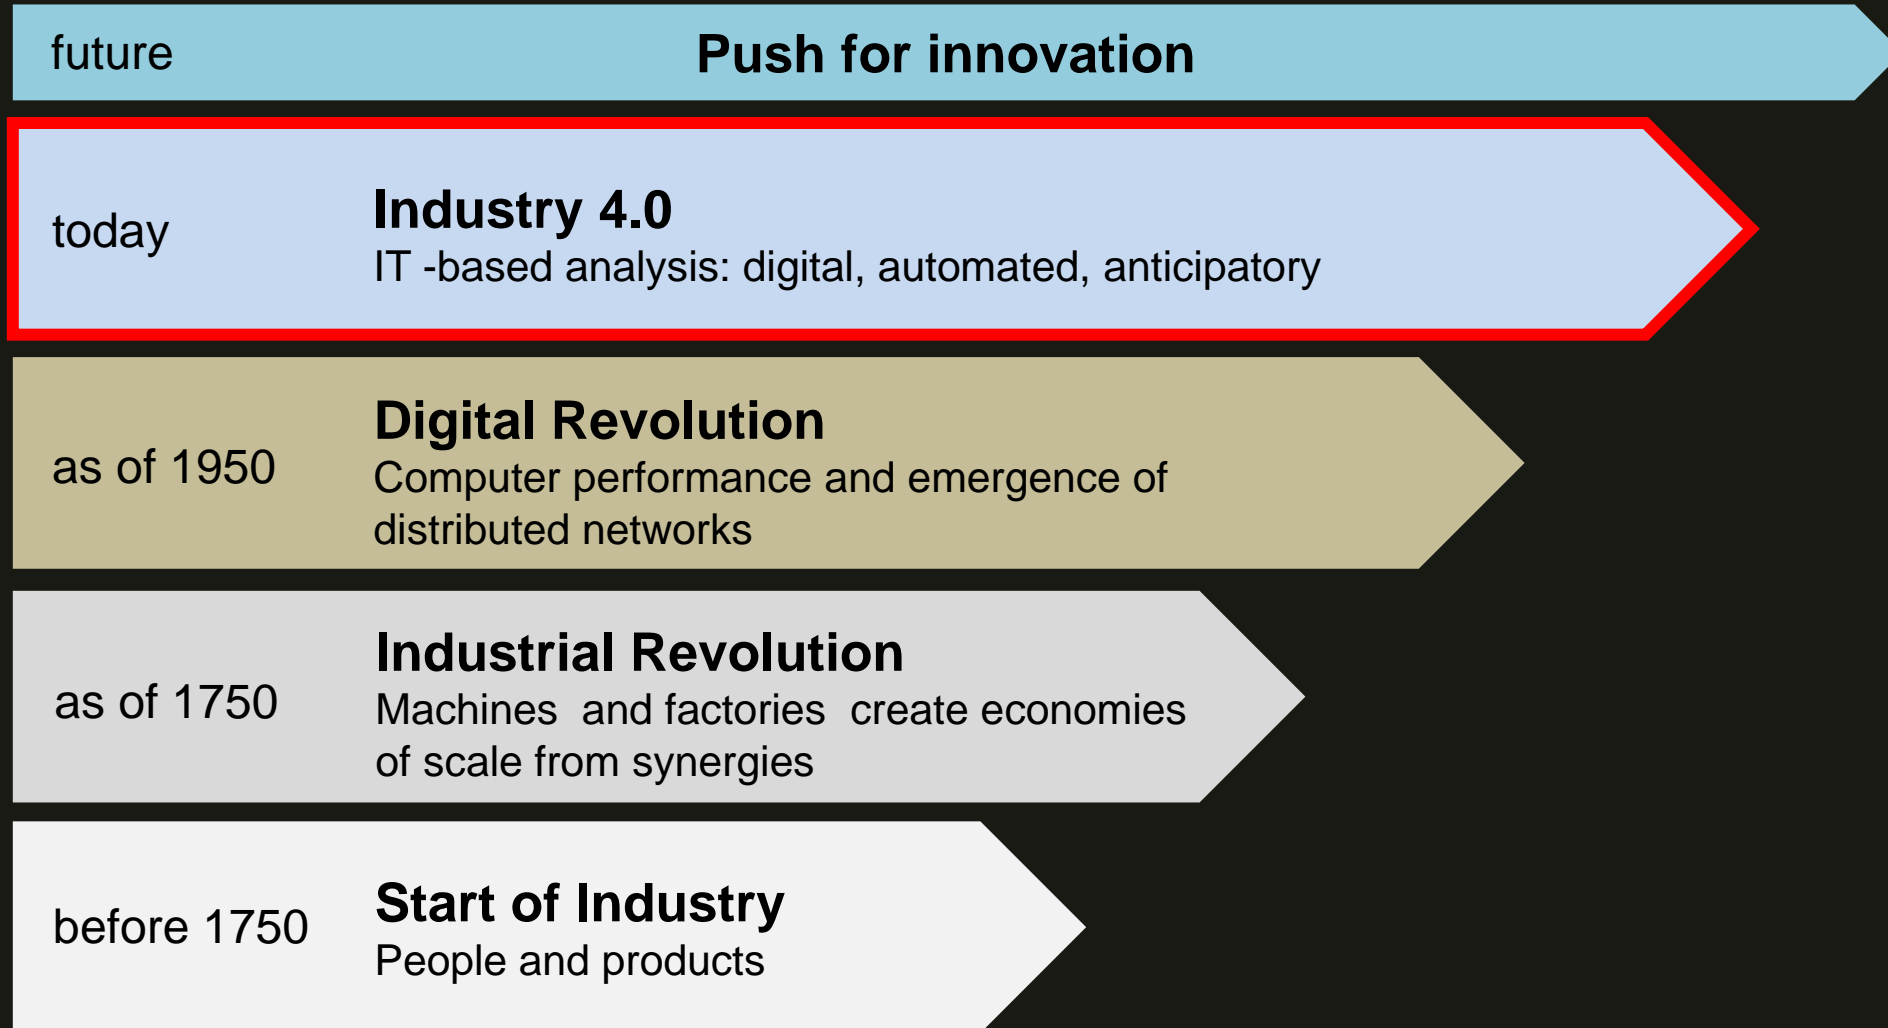 future
Push for innovation
today
Industry 4.0
IT -based analysis: digital, automated, anticipatory
as of 1950
Digital Revolution
Computer performance and emergence of
distributed networks
as of 1750
Industrial Revolution
Machines  and factories  create economies
of scale from synergies
before 1750
Start of Industry
People and products